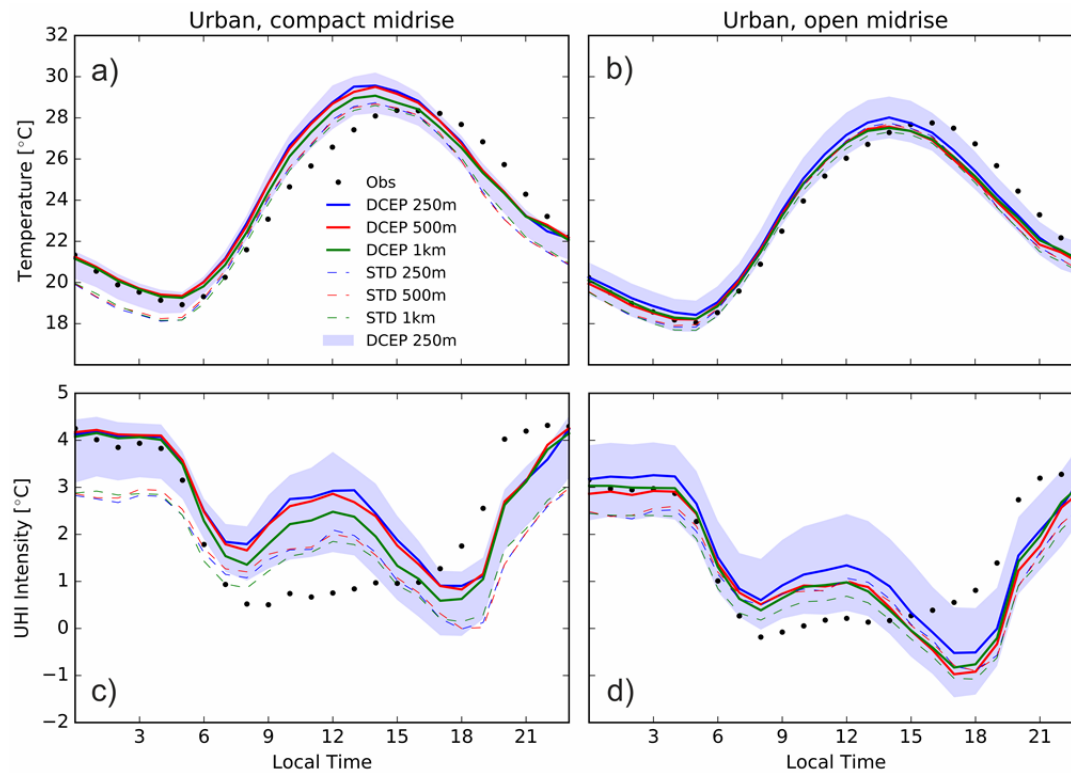 Urban, compact midrise
Urban, open midrise
a)
b)
Temperature [°C]
32
30
28
26
24
22
20
18
Obs
DCEP 250m
DCEP 500m
DCEP 1km
STD 250m
STD 500m
STD 1km
DCEP 250m
c)
d)
UHI Intensity [°C]
5
4
3
2
1
0
−1
−2
3 6 9 12 15 18 21
3 6 9 12 15 18 21
Local Time
Local Time